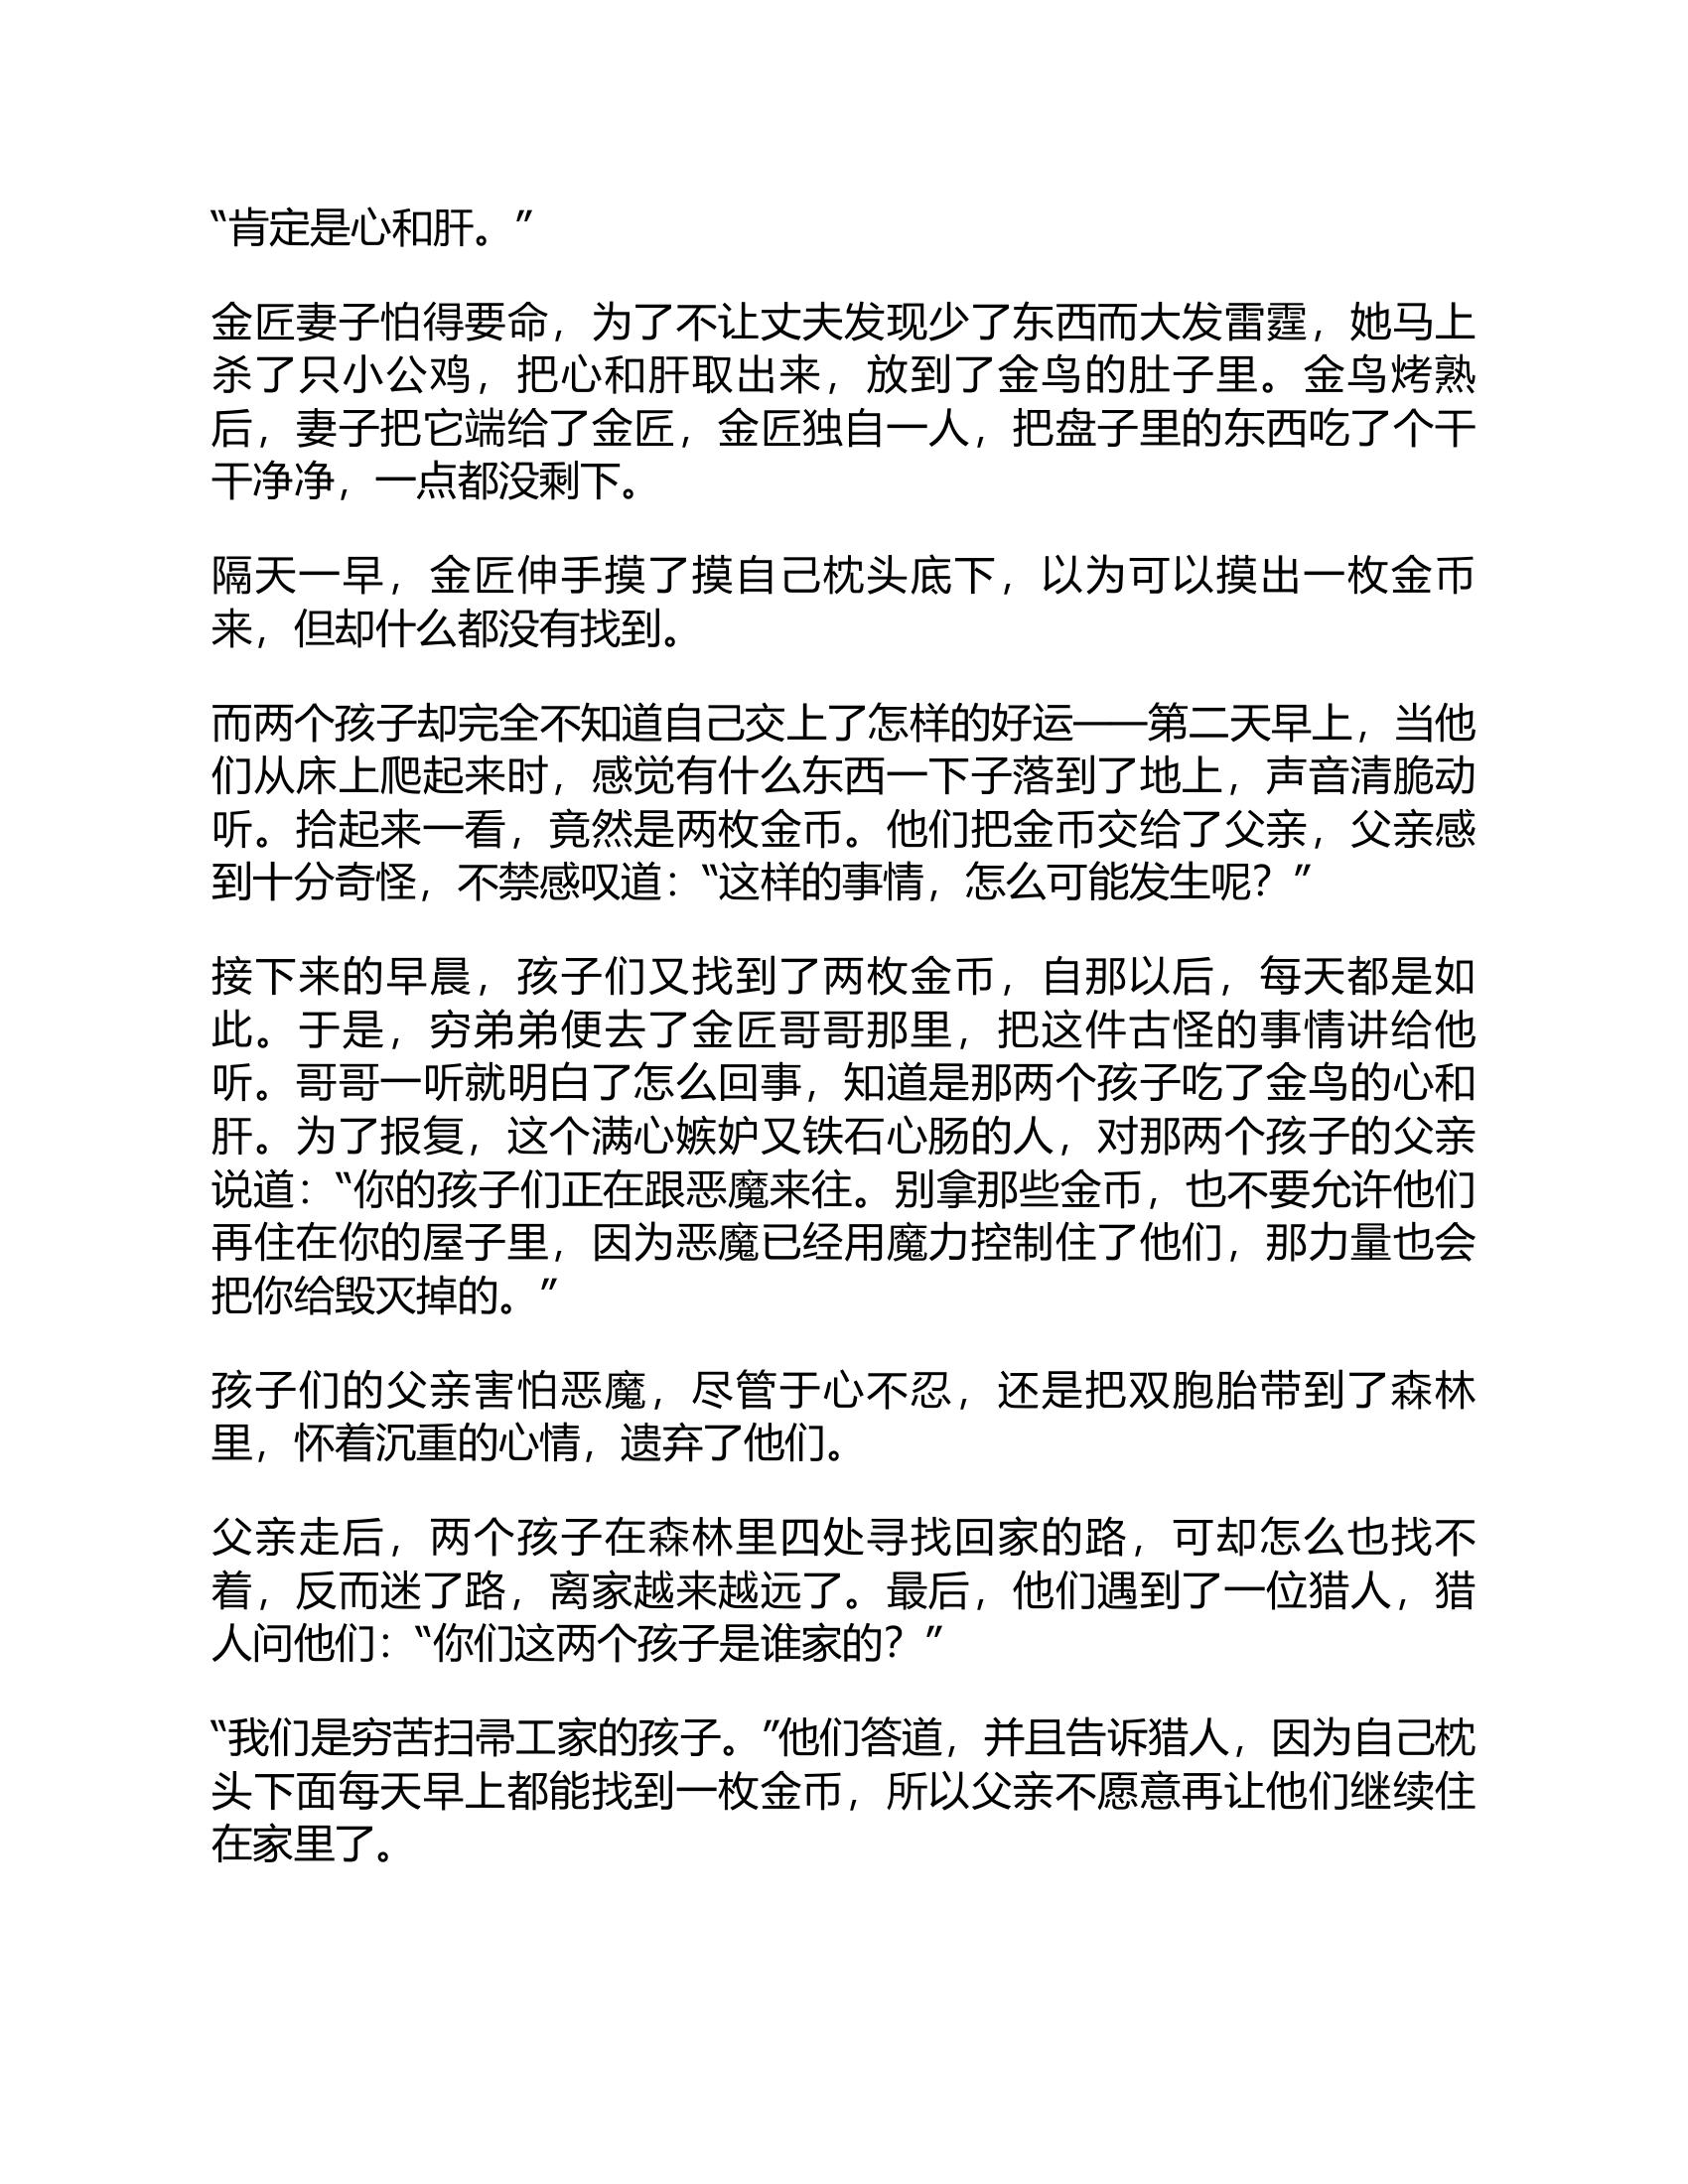 “肯定是心和肝。”
金匠妻子怕得要命，为了不让丈夫发现少了东西而大发雷霆，她马上
杀了只小公鸡，把心和肝取出来，放到了金鸟的肚子里。金鸟烤熟
后，妻子把它端给了金匠，金匠独自一人，把盘子里的东西吃了个干
干净净，一点都没剩下。
隔天一早，金匠伸手摸了摸自己枕头底下，以为可以摸出一枚金币
来，但却什么都没有找到。
而两个孩子却完全不知道自己交上了怎样的好运——第二天早上，当他
们从床上爬起来时，感觉有什么东西一下子落到了地上，声音清脆动
听。拾起来一看，竟然是两枚金币。他们把金币交给了父亲，父亲感
到十分奇怪，不禁感叹道：“这样的事情，怎么可能发生呢？”
接下来的早晨，孩子们又找到了两枚金币，自那以后，每天都是如
此。于是，穷弟弟便去了金匠哥哥那里，把这件古怪的事情讲给他
听。哥哥一听就明白了怎么回事，知道是那两个孩子吃了金鸟的心和
肝。为了报复，这个满心嫉妒又铁石心肠的人，对那两个孩子的父亲
说道：“你的孩子们正在跟恶魔来往。别拿那些金币，也不要允许他们
再住在你的屋子里，因为恶魔已经用魔力控制住了他们，那力量也会
把你给毁灭掉的。”
孩子们的父亲害怕恶魔，尽管于心不忍，还是把双胞胎带到了森林
里，怀着沉重的心情，遗弃了他们。
父亲走后，两个孩子在森林里四处寻找回家的路，可却怎么也找不
着，反而迷了路，离家越来越远了。最后，他们遇到了一位猎人，猎
人问他们：“你们这两个孩子是谁家的？”
“我们是穷苦扫帚工家的孩子。”他们答道，并且告诉猎人，因为自己枕
头下面每天早上都能找到一枚金币，所以父亲不愿意再让他们继续住
在家里了。